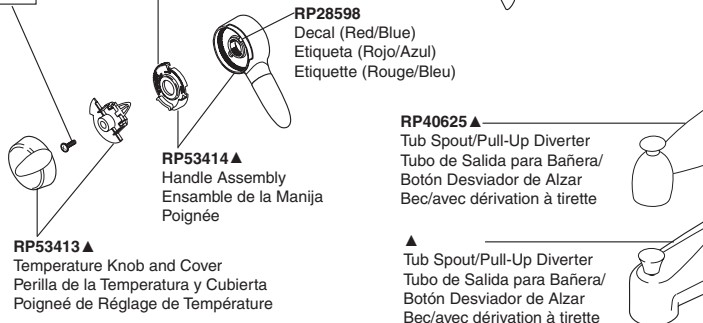 RP28598
Decal (Red/Blue)
Etiqueta (Rojo/Azul)
Etiquette (Rouge/Bleu)
RP53414▲
Handle Assembly
Ensamble de la Manija
Poignée
RP53413▲
Temperature Knob and Cover
Perilla de la Temperatura y Cubierta
Poigneé de Réglage de Température
RP40625▲
Tub Spout/Pull-Up Diverter
Tubo de Salida para Bañera/
Botón Desviador de Alzar
Bec/avec dérivation à tirette
▲
Tub Spout/Pull-Up Diverter
Tubo de Salida para Bañera/
Botón Desviador de Alzar
Bec/avec dérivation à tirette